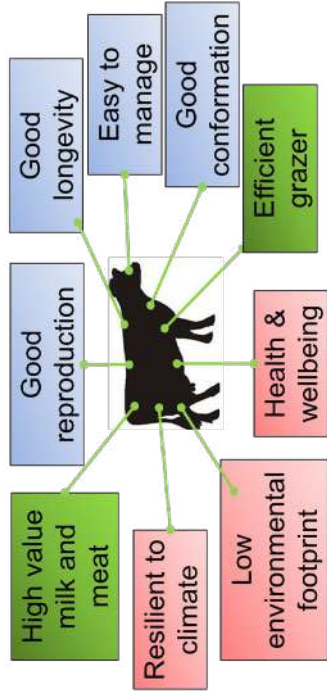 High value
milk and
meat
Good
reproduction
Good
longevity
Easy to
manage
Good
conformation
Efficient
grazer
Health &
wellbeing
Low
environmental
footprint
Resilient to
climate